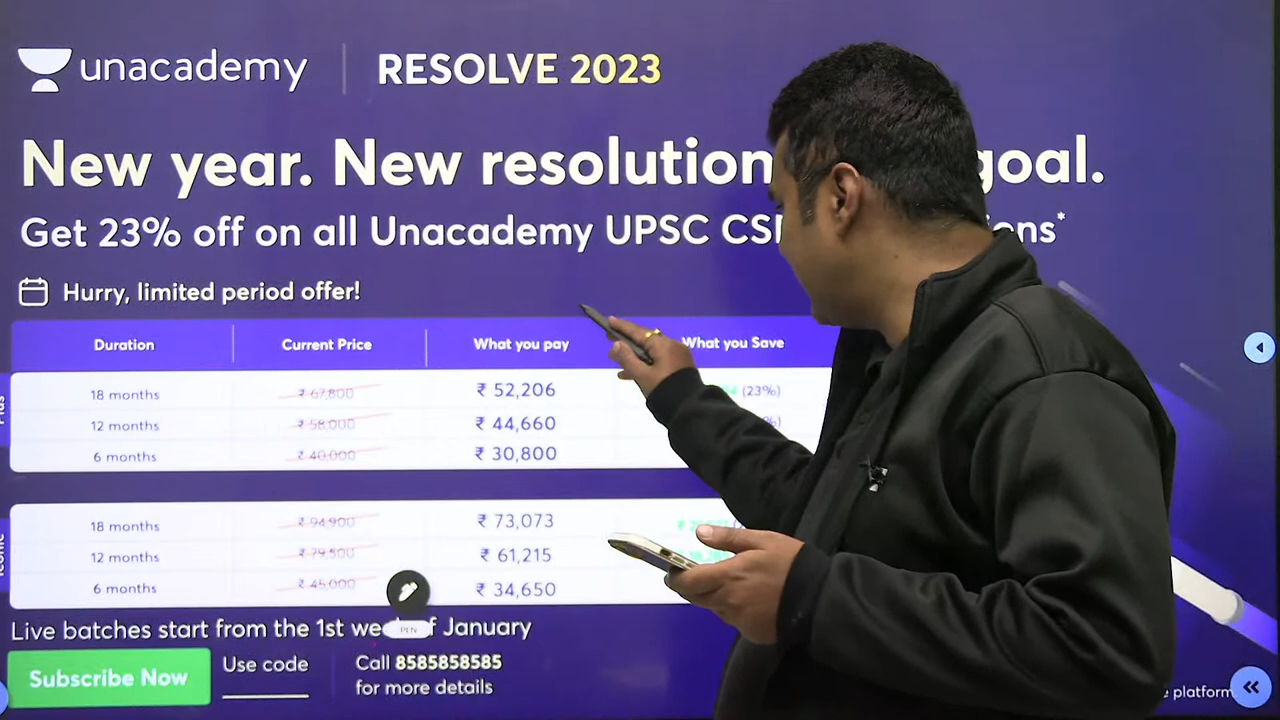 unacademy RESOLVE 2023
New year. New resolution goal.
Get 23% off on all Unacademy UPSC
Hurry, limited period offer!
Duration Current Price What you pay What you Save
18 months ₹ 67,800 ₹ 52,206 (23%)
12 months ₹ 58,000 ₹ 44,660
6 months ₹ 40,000 ₹ 30,800
18 months ₹ 94,900 ₹ 73,073
12 months ₹ 79,500 ₹ 61,215
6 months ₹ 45,000 ₹ 34,650
Live batches start from the 1st of January
PEN
Subscribe Now Use code Call 8585858585
for more details
platform